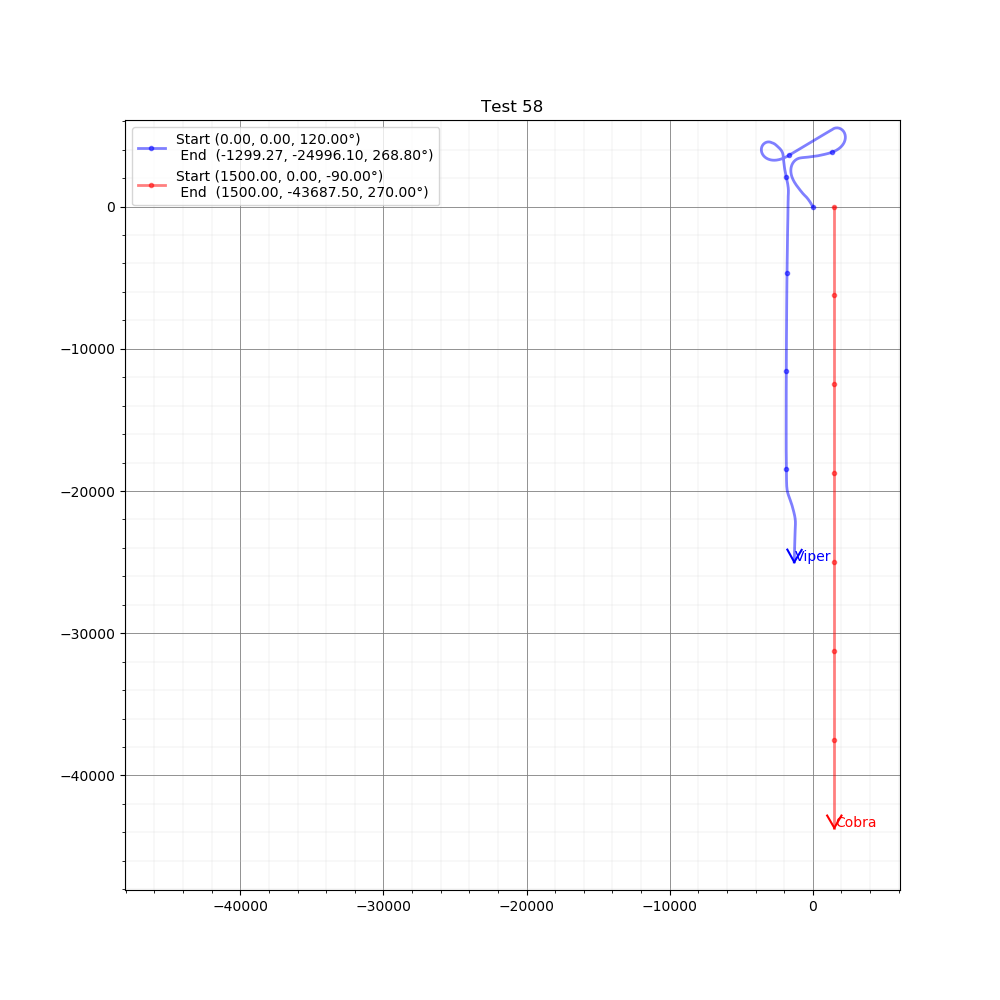 Test 58
Start (0.00, 0.00, 120.00°)
End (-1299.27, -24996.10, 268.80°)
Start (1500.00, 0.00, -90.00°)
End (1500.00, -43687.50, 270.00°)
0
−10000
−20000
−30000
−40000
Viper
Cobra
−40000 −30000 −20000 −10000 0